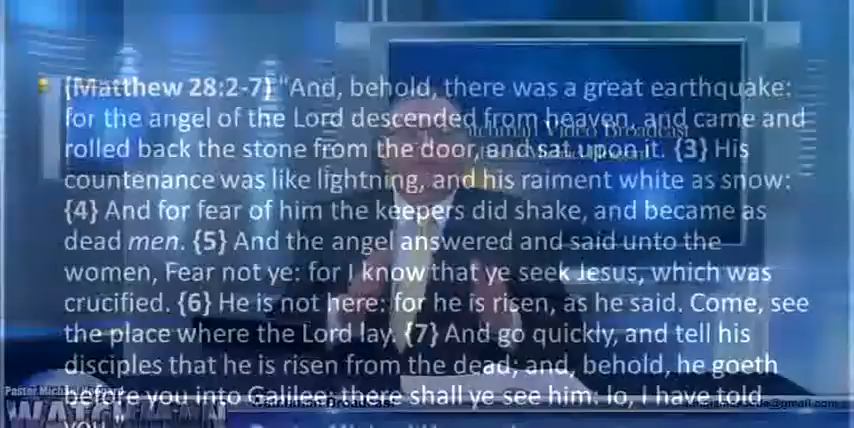 {Matthew 28:2-7} "And, behold, there was a great earthquake:
for the angel of the Lord descended from heaven, and came and
rolled back the stone from the door, and sat upon it. {3} His
countenance was like lightning, and his raiment white as snow:
{4} And for fear of him the keepers did shake, and became as
dead men. {5} And the angel answered and said unto the
women, Fear not ye: for I know that ye seek Jesus, which was
crucified. {6} He is not here: for he is risen, as he said. Come, see
the place where the Lord lay. {7} And go quickly, and tell his
disciples that he is risen from the dead; and, behold, he goeth
before you into Galilee; there shall ye see him: lo, I have told
you."
Video Broadcast
Pastor Michael
WATCHMAN
Broadcast